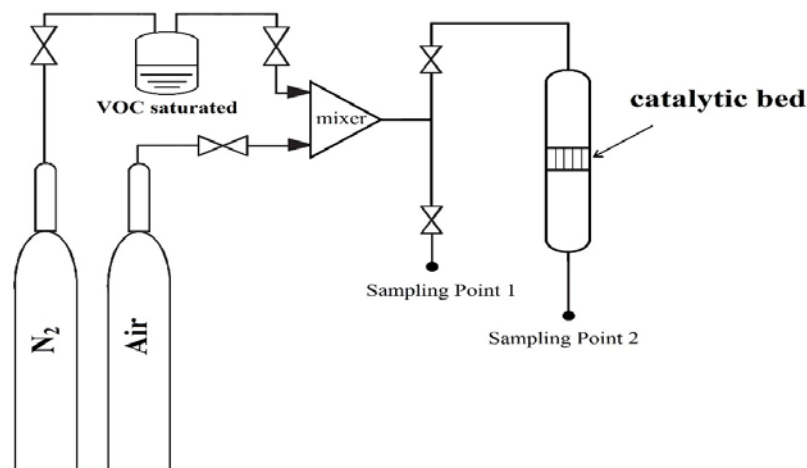 VOC saturated
mixer
catalytic bed
Sampling Point 1
Sampling Point 2
N₂
Air